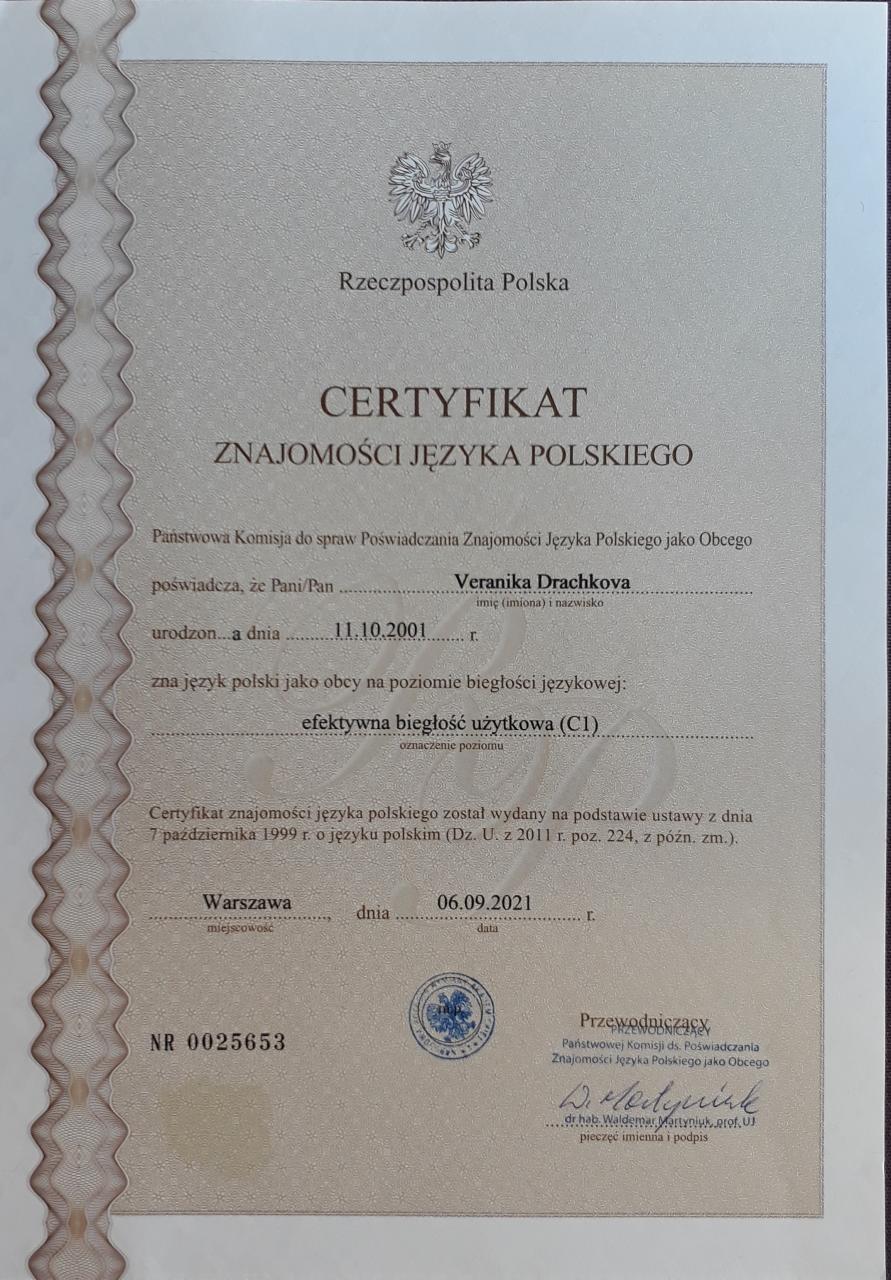 Rzeczpospolita Polska
CERTYFIKAT
ZNAJOMOŚCI JĘZYKA POLSKIEGO
Państwowa Komisja do spraw Poświadczania Znajomości Języka Polskiego jako Obcego
poświadcza, że Pani/Pan Veranika Drachkova
imię (imiona) i nazwisko
urodzon...a dnia ..........11.10.2001....... r.
zna język polski jako obcy na poziomie biegłości językowej:
efektywna biegłość użytkowa (C1)
oznaczenie poziomu
Certyfikat znajomości języka polskiego został wydany na podstawie ustawy z dnia
7 października 1999 r. o języku polskim (Dz. U. z 2011 r. poz. 224, z późn. zm.).
Warszawa, dnia 06.09.2021 r.
miejscowość data
NR 0025653
Przewodniczący
PRZEWODNICZĄCY
Państwowej Komisji ds. Poświadczania
Znajomości Języka Polskiego jako Obcego
W. Martyniuk
dr hab. Waldemar Martyniuk, prof. UJ
pieczęć imienna i podpis